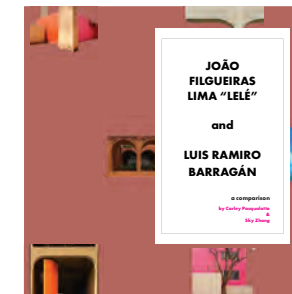 JOÃO
FILGUEIRAS
LIMA “LELÉ”
and
LUIS RAMIRO
BARRAGÁN
a comparison
by Carley Pasqualotto
&
Sky Zhang